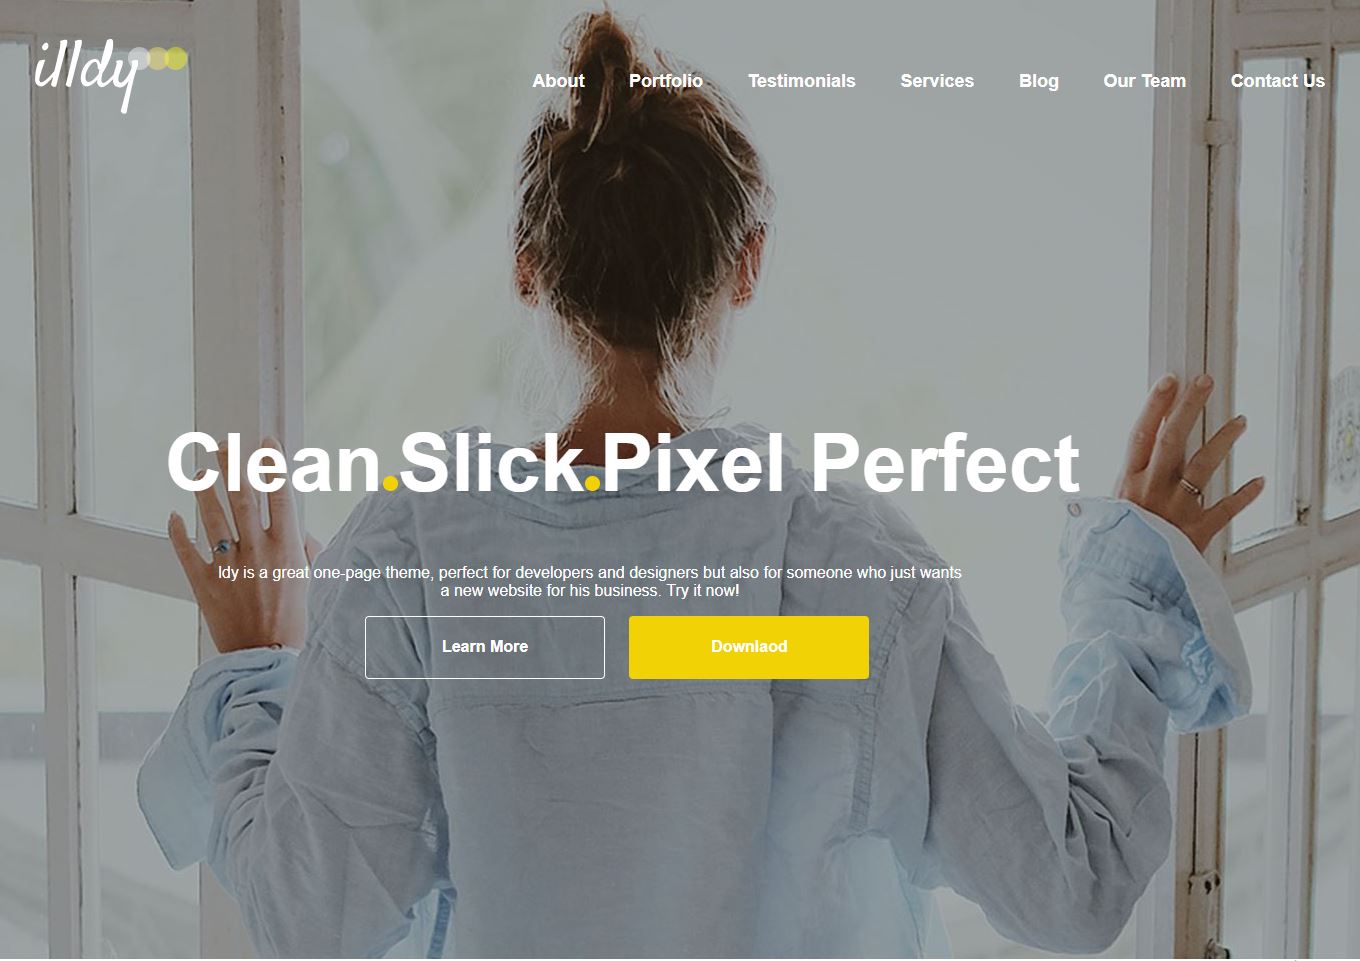 illdy
About Portfolio Testimonials Services Blog Our Team Contact Us
Clean.Slick.Pixel Perfect
ldy is a great one-page theme, perfect for developers and designers but also for someone who just wants
a new website for his business. Try it now!
Learn More Downlaod